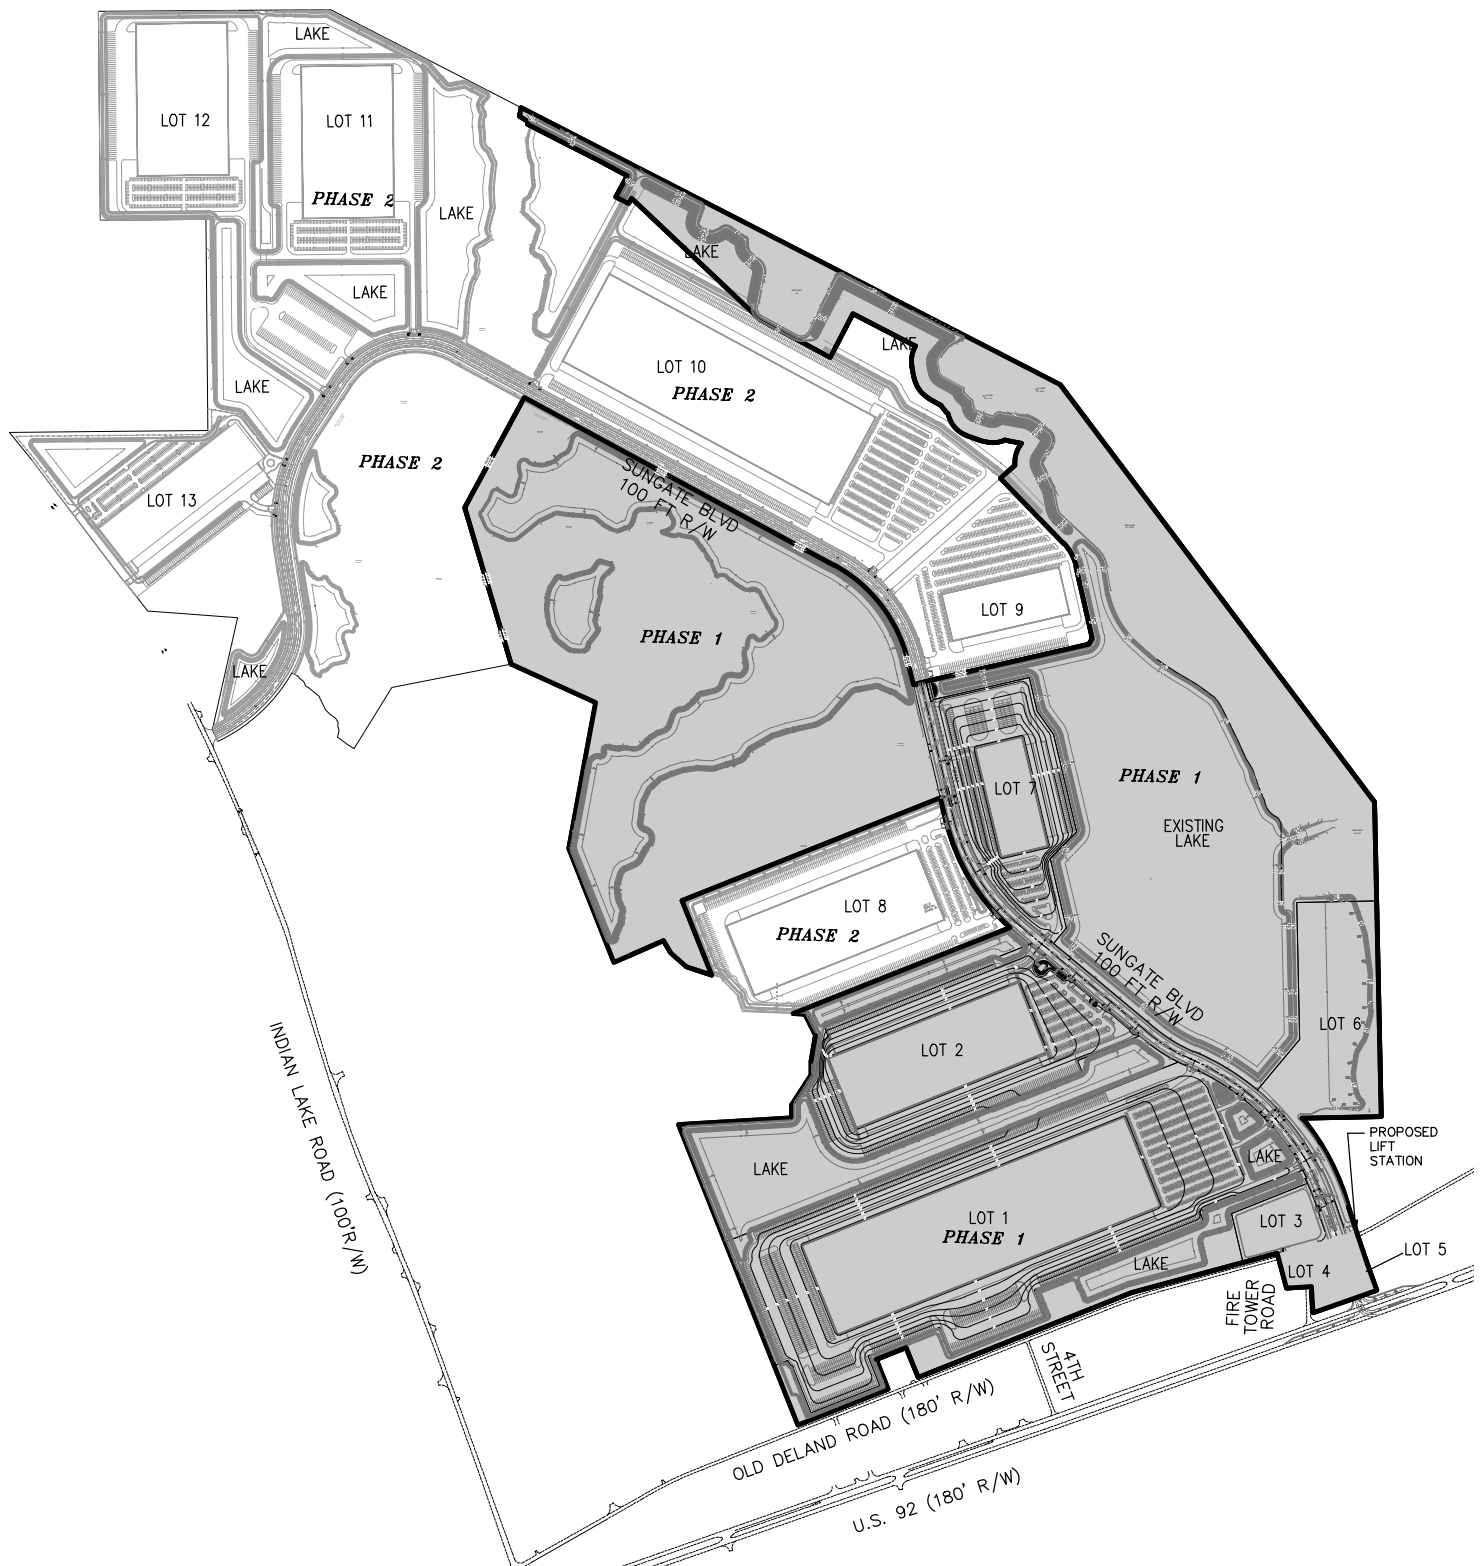 LAKE
LOT 12
LOT 11
PHASE 2
LAKE
LAKE
LAKE
LAKE
LOT 10
PHASE 2
LAKE
PHASE 2
SUNGATE BLVD
100 FT R/W
LOT 13
LOT 9
PHASE 1
LAKE
PHASE 1
LOT 7
EXISTING
LAKE
LOT 8
PHASE 2
SUNGATE BLVD
100 FT R/W
LOT 6
LOT 2
INDIAN LAKE ROAD (100'R/W)
PROPOSED
LIFT
STATION
LAKE
LAKE
LOT 1
PHASE 1
LOT 3
LOT 5
LAKE
LOT 4
FIRE
TOWER
ROAD
4TH
STREET
OLD DELAND ROAD (180' R/W)
U.S. 92 (180' R/W)